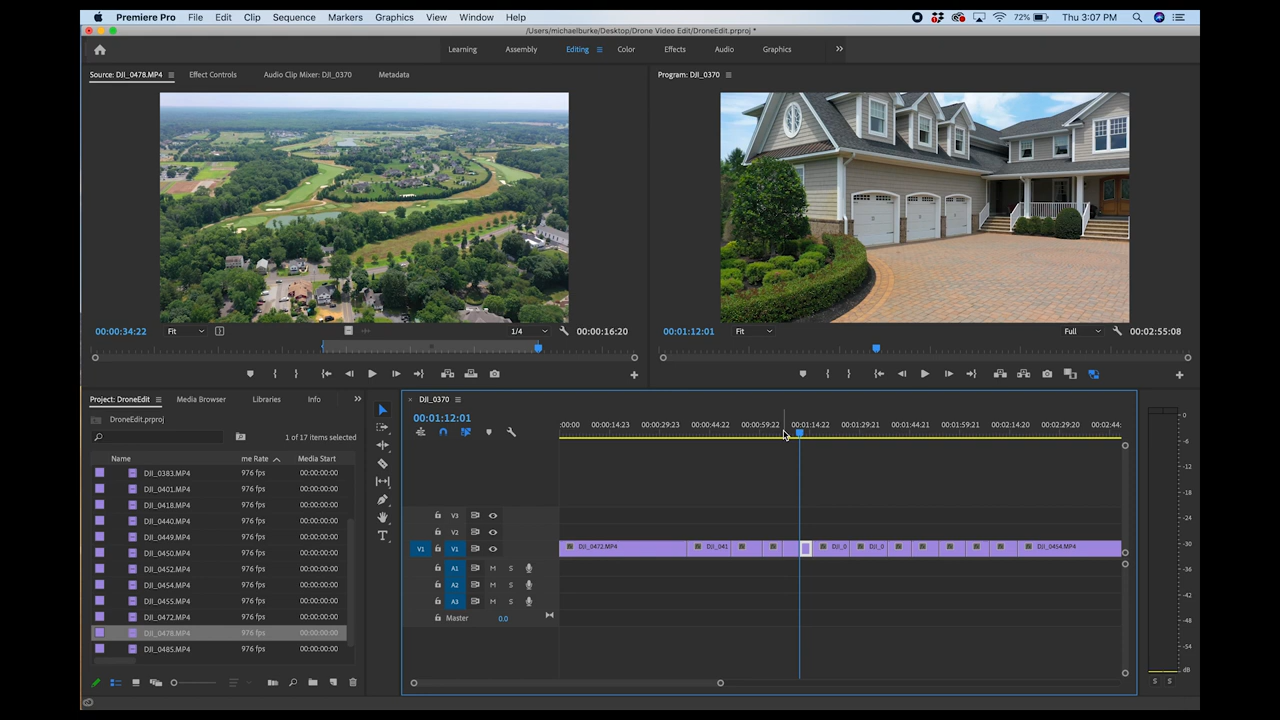 Premiere Pro File Edit Clip Sequence Markers Graphics View Window Help 72% Thu 3:07 PM
/Users/michaelburke/Desktop/Drone Video Edit/DroneEdit.prproj *
Learning Assembly Editing Color Effects Audio Graphics
Source: DJI_0478.MP4 Effect Controls Audio Clip Mixer: DJI_0370 Metadata
Program: DJI_0370
00:00:34:22 Fit 1/4 00:00:16:20
00:01:12:01 Fit Full 00:02:55:08
Project: DroneEdit Media Browser Libraries Info
DroneEdit.prproj
1 of 17 items selected
Name me Rate Media Start
DJI_0383.MP4 976 fps 00:00:00:00
DJI_0401.MP4 976 fps 00:00:00:00
DJI_0418.MP4 976 fps 00:00:00:00
DJI_0440.MP4 976 fps 00:00:00:00
DJI_0449.MP4 976 fps 00:00:00:00
DJI_0450.MP4 976 fps 00:00:00:00
DJI_0452.MP4 976 fps 00:00:00:00
DJI_0454.MP4 976 fps 00:00:00:00
DJI_0455.MP4 976 fps 00:00:00:00
DJI_0472.MP4 976 fps 00:00:00:00
DJI_0478.MP4 976 fps 00:00:00:00
DJI_0485.MP4 976 fps 00:00:00:00
DJI_0370
00:01:12:01
:00:00 00:00:14:23 00:00:29:23 00:00:44:22 00:00:59:22 00:01:14:22 00:01:29:21 00:01:44:21 00:01:59:21 00:02:14:20 00:02:29:20 00:02:44:
V3
V2
V1 V1 DJI_0472.MP4 DJI_041 DJI_0 DJI_0 DJI_0454.MP4
A1 M S
A2 M S
A3 M S
Master 0.0
0
-6
-12
-18
-24
-30
-36
-42
-48
-54
dB
S S